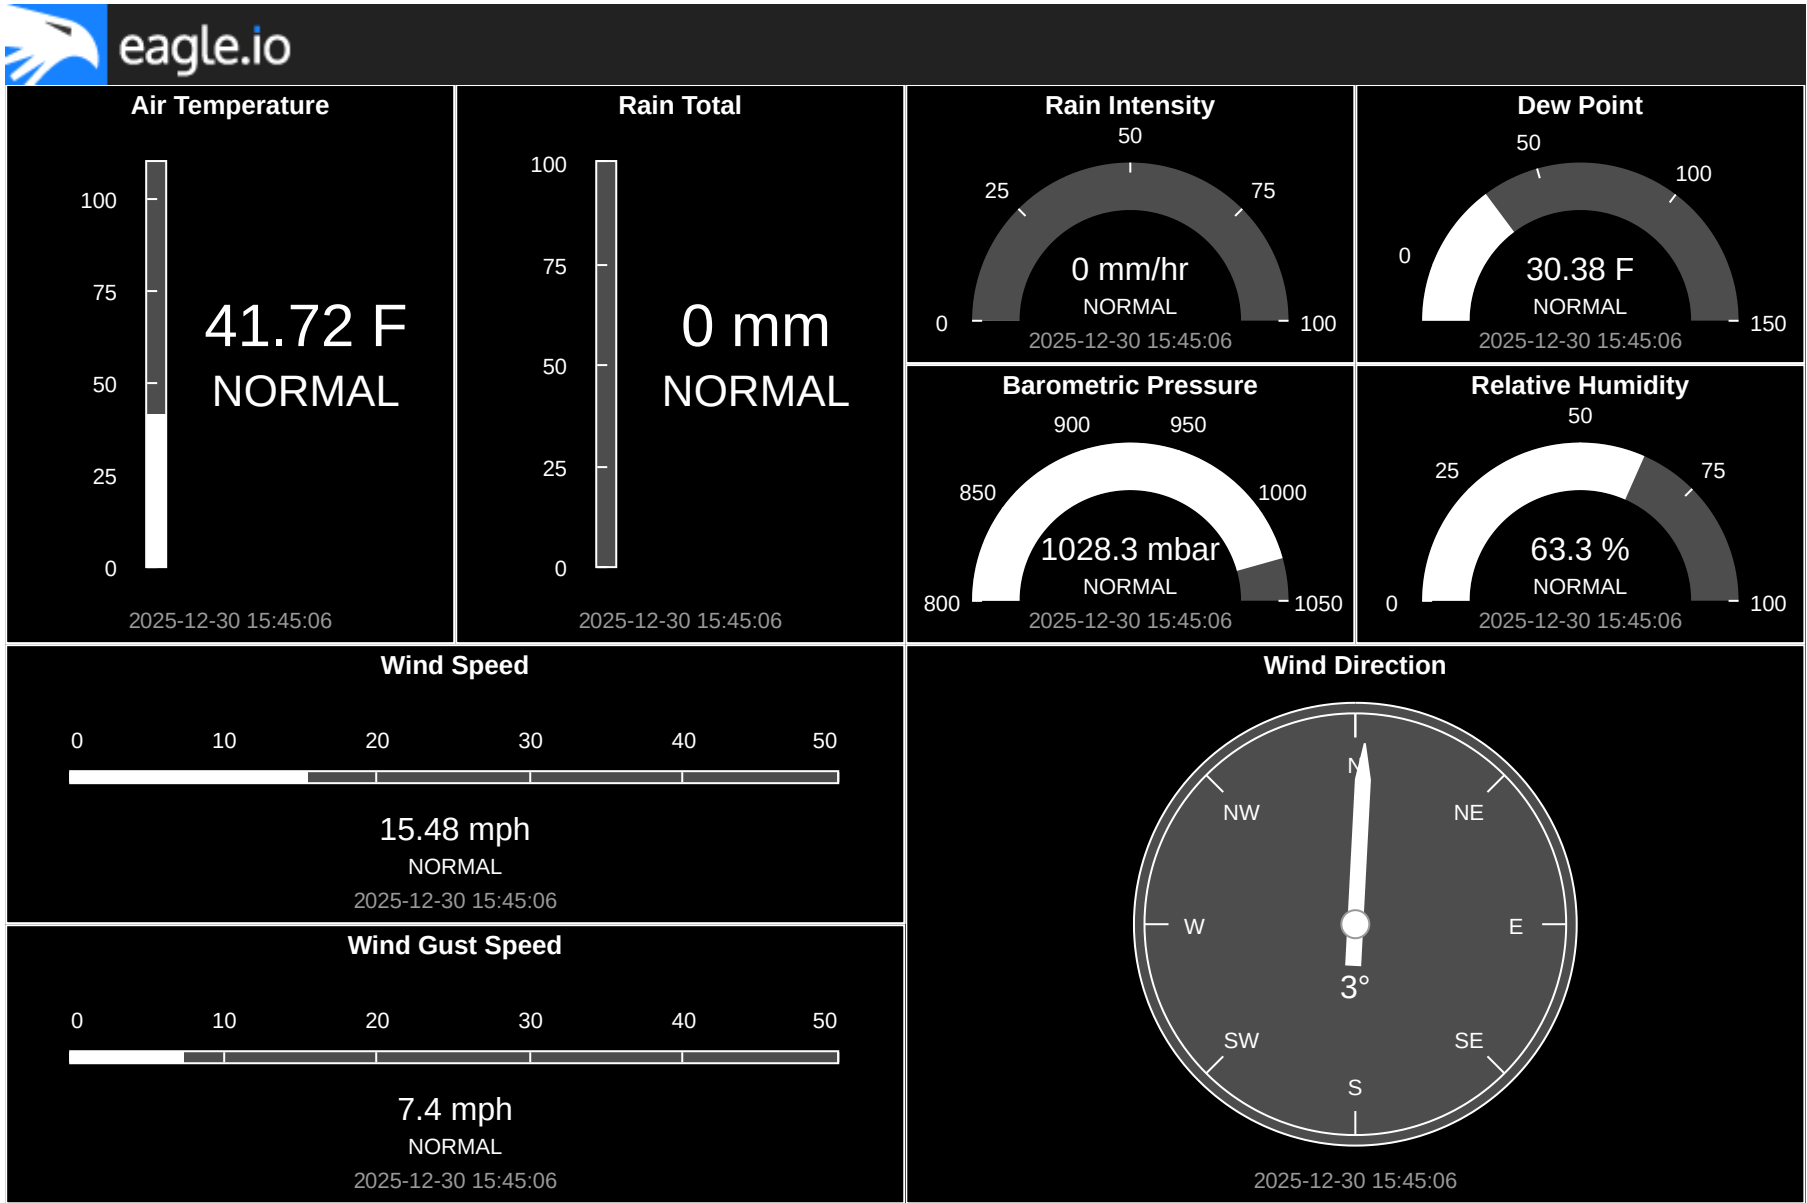 eagle.io
Air Temperature
100
75
50
25
0
41.72 F
NORMAL
2025-12-30 15:45:06
Rain Total
100
75
50
25
0
0 mm
NORMAL
2025-12-30 15:45:06
Rain Intensity
0
25
50
75
100
0 mm/hr
NORMAL
2025-12-30 15:45:06
Dew Point
0
50
100
150
30.38 F
NORMAL
2025-12-30 15:45:06
Barometric Pressure
800
850
900
950
1000
1050
1028.3 mbar
NORMAL
2025-12-30 15:45:06
Relative Humidity
0
25
50
75
100
63.3 %
NORMAL
2025-12-30 15:45:06
Wind Speed
0 10 20 30 40 50
15.48 mph
NORMAL
2025-12-30 15:45:06
Wind Gust Speed
0 10 20 30 40 50
7.4 mph
NORMAL
2025-12-30 15:45:06
Wind Direction
N
NW NE
W E
3°
SW SE
S
2025-12-30 15:45:06